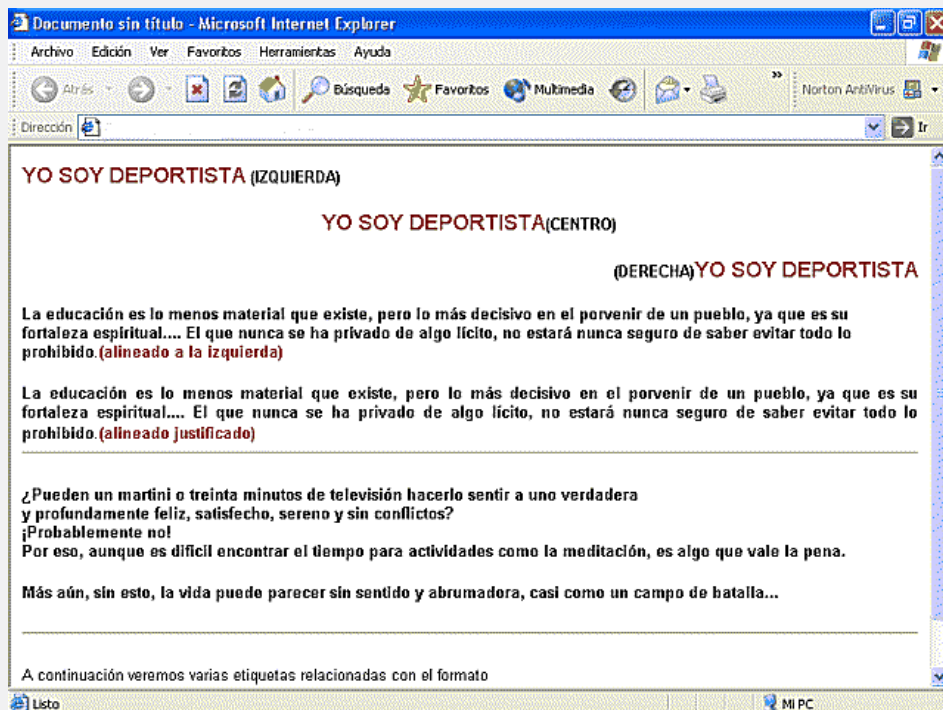 Documento sin título - Microsoft Internet Explorer
Archivo Edición Ver Favoritos Herramientas Ayuda
Atrás Búsqueda Favoritos Multimedia » Norton AntiVirus
Dirección Ir
YO SOY DEPORTISTA (IZQUIERDA)
YO SOY DEPORTISTA(CENTRO)
(DERECHA)YO SOY DEPORTISTA
La educación es lo menos material que existe, pero lo más decisivo en el porvenir de un pueblo, ya que es su
fortaleza espiritual.... El que nunca se ha privado de algo lícito, no estará nunca seguro de saber evitar todo lo
prohibido.(alineado a la izquierda)
La educación es lo menos material que existe, pero lo más decisivo en el porvenir de un pueblo, ya que es su
fortaleza espiritual.... El que nunca se ha privado de algo lícito, no estará nunca seguro de saber evitar todo lo
prohibido.(alineado justificado)
¿Pueden un martini o treinta minutos de televisión hacerlo sentir a uno verdadera
y profundamente feliz, satisfecho, sereno y sin conflictos?
¡Probablemente no!
Por eso, aunque es dificil encontrar el tiempo para actividades como la meditación, es algo que vale la pena.
Más aún, sin esto, la vida puede parecer sin sentido y abrumadora, casi como un campo de batalla...
A continuación veremos varias etiquetas relacionadas con el formato
Listo Mi PC